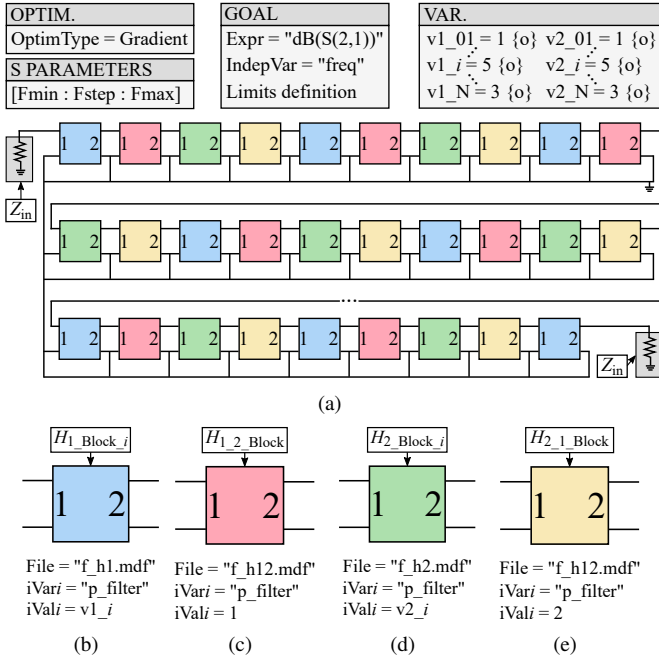 OPTIM.
OptimType = Gradient
S PARAMETERS
[Fmin : Fstep : Fmax]
GOAL
Expr = "dB(S(2,1))"
IndepVar = "freq"
Limits definition
VAR.
v1_01 = 1 {o} v2_01 = 1 {o}
v1_i = 5 {o} v2_i = 5 {o}
v1_N = 3 {o} v2_N = 3 {o}
1 2 1 2 1 2 1 2 1 2 1 2 1 2 1 2 1 2 1 2
Zin
1 2 1 2 1 2 1 2 1 2 1 2 1 2 1 2 1 2 1 2
...
1 2 1 2 1 2 1 2 1 2 1 2 1 2 1 2 1 2
Zin
(a)
H1_Block_i H1_2_Block H2_Block_i H2_1_Block
1 2 1 2 1 2 1 2
File = "f_h1.mdf" File = "f_h12.mdf" File = "f_h2.mdf" File = "f_h12.mdf"
iVari = "p_filter" iVari = "p_filter" iVari = "p_filter" iVari = "p_filter"
iVali = v1_i iVali = 1 iVali = v2_i iVali = 2
(b) (c) (d) (e)